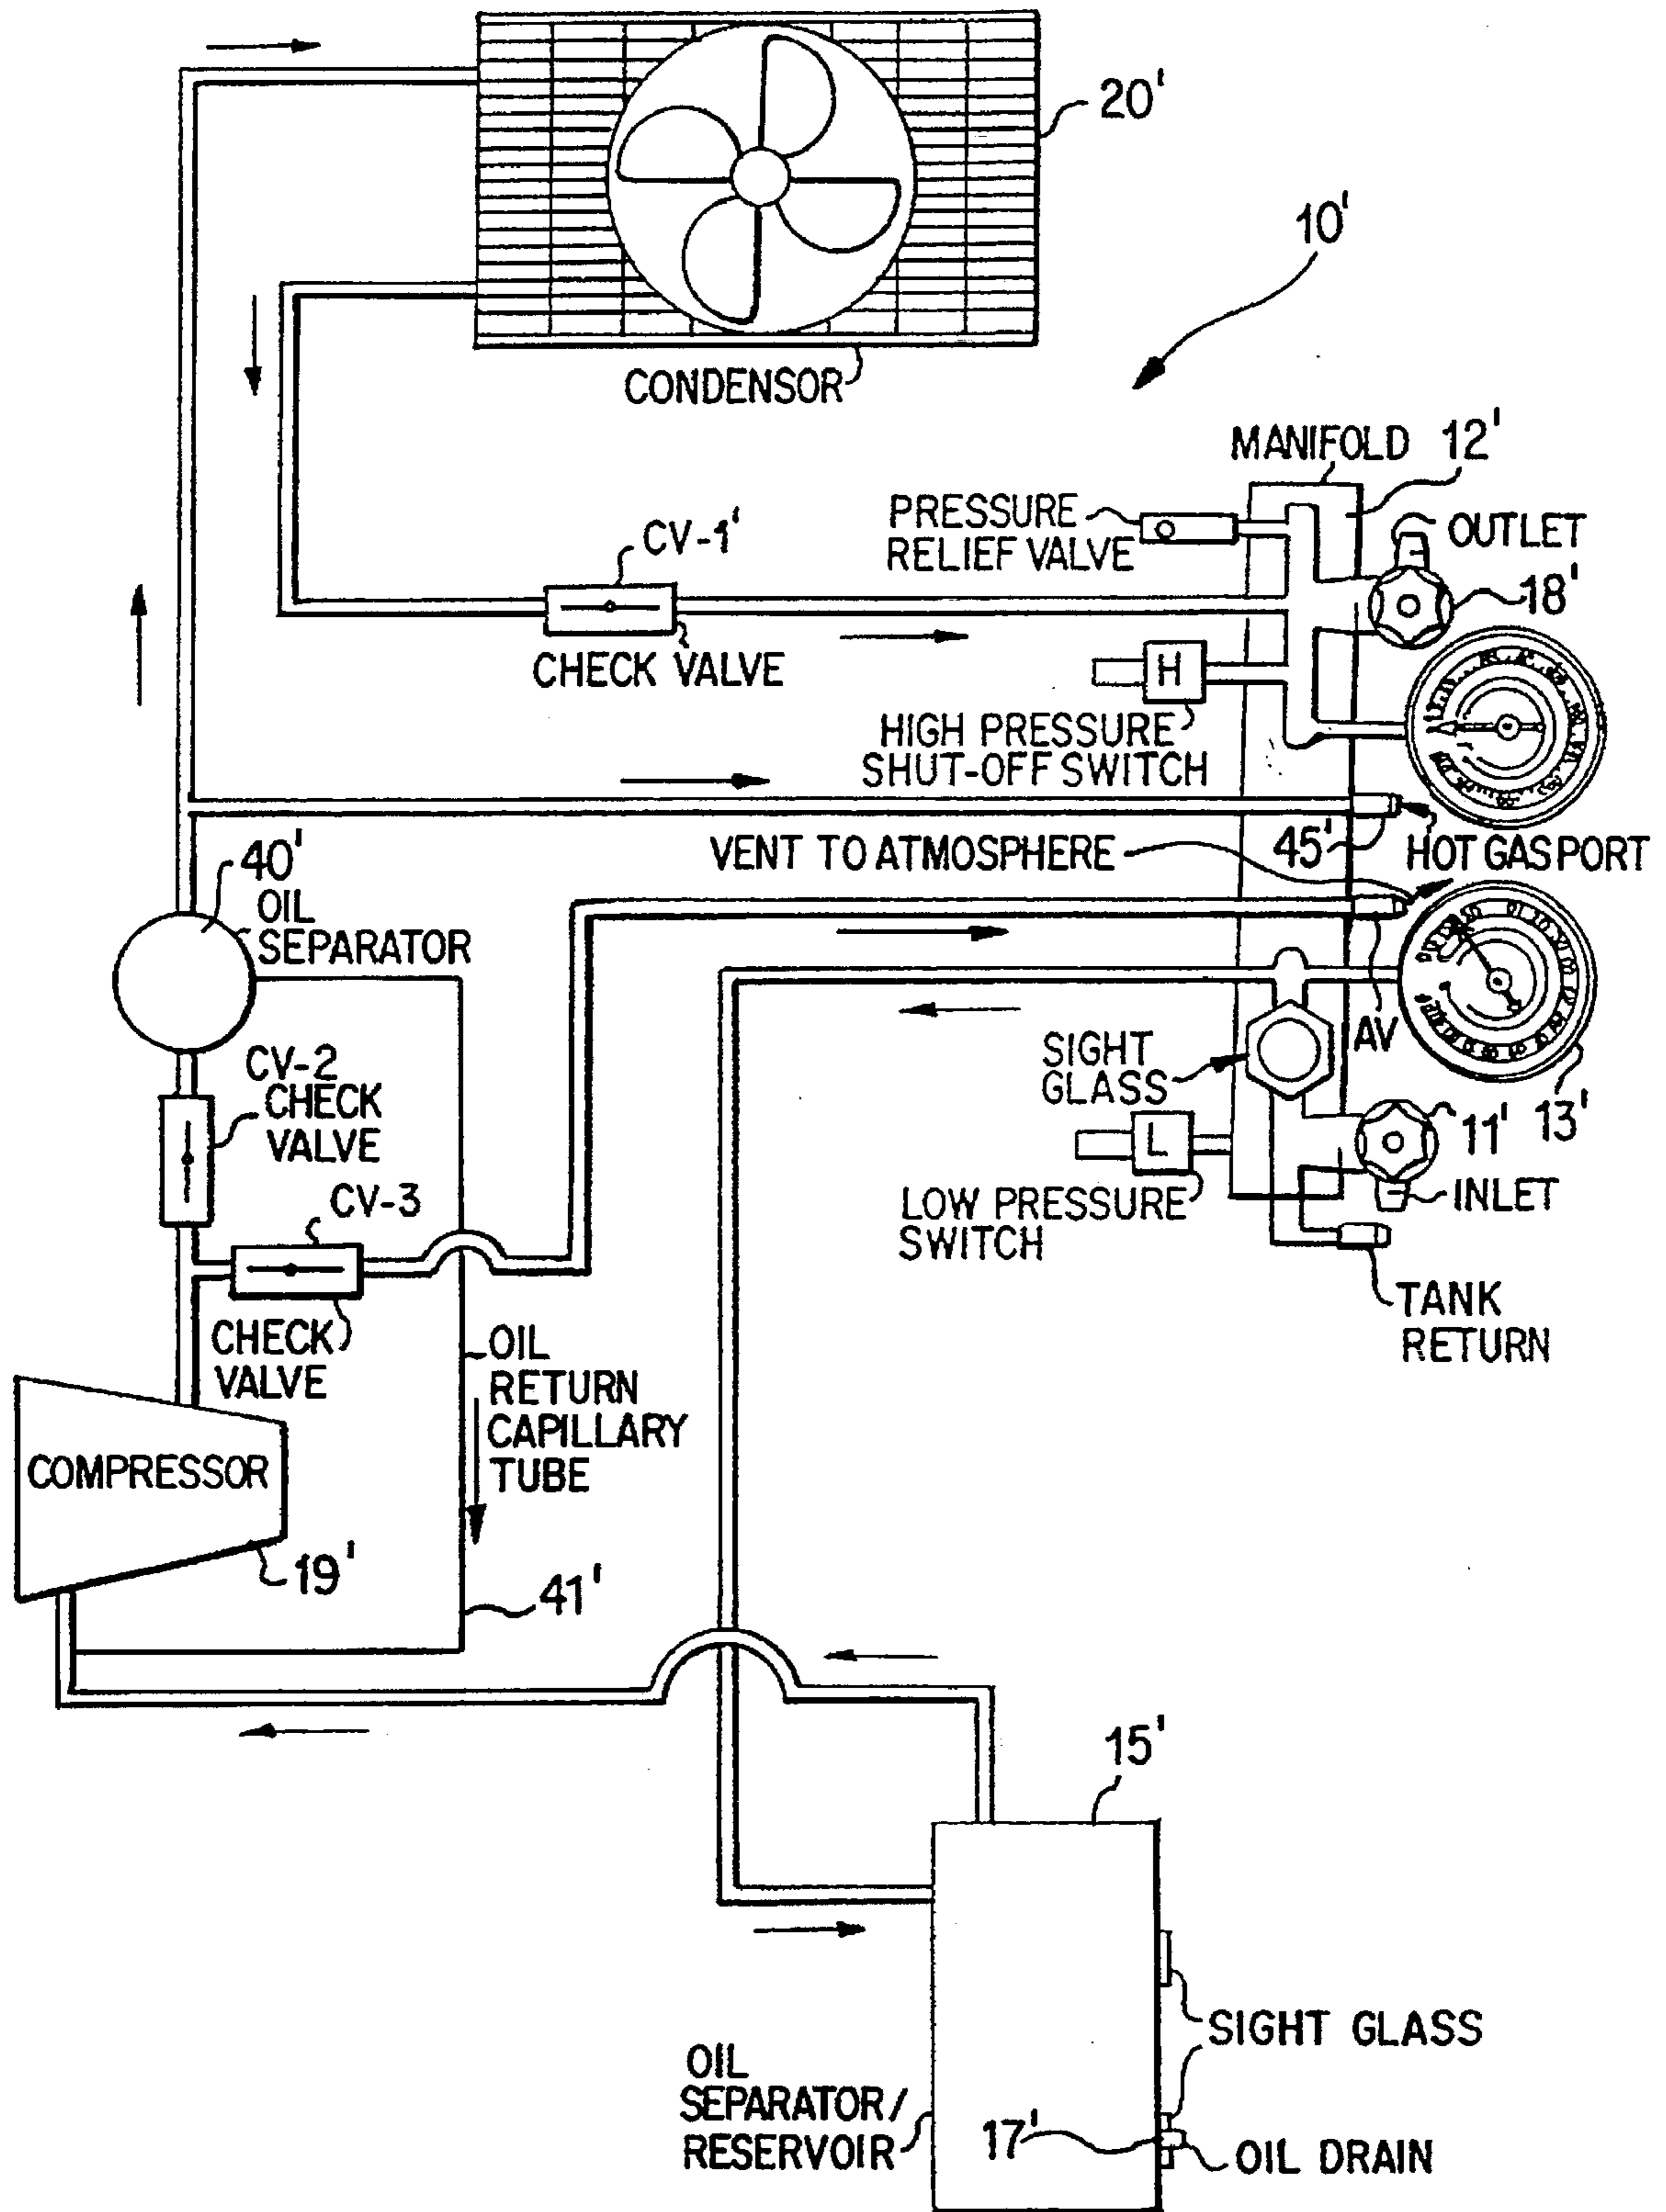 20'
10'
CONDENSOR
MANIFOLD 12'
PRESSURE
RELIEF VALVE
OUTLET
CV-1'
18'
CHECK VALVE
H
HIGH PRESSURE
SHUT-OFF SWITCH
VENT TO ATMOSPHERE
45'
HOT GAS PORT
40'
OIL
SEPARATOR
AV
SIGHT
GLASS
CV-2
CHECK
VALVE
11' 13'
L
INLET
LOW PRESSURE
SWITCH
CV-3
TANK
RETURN
CHECK
VALVE
OIL
RETURN
CAPILLARY
TUBE
COMPRESSOR
19'
41'
15'
SIGHT GLASS
OIL
SEPARATOR/
RESERVOIR
17'
OIL DRAIN